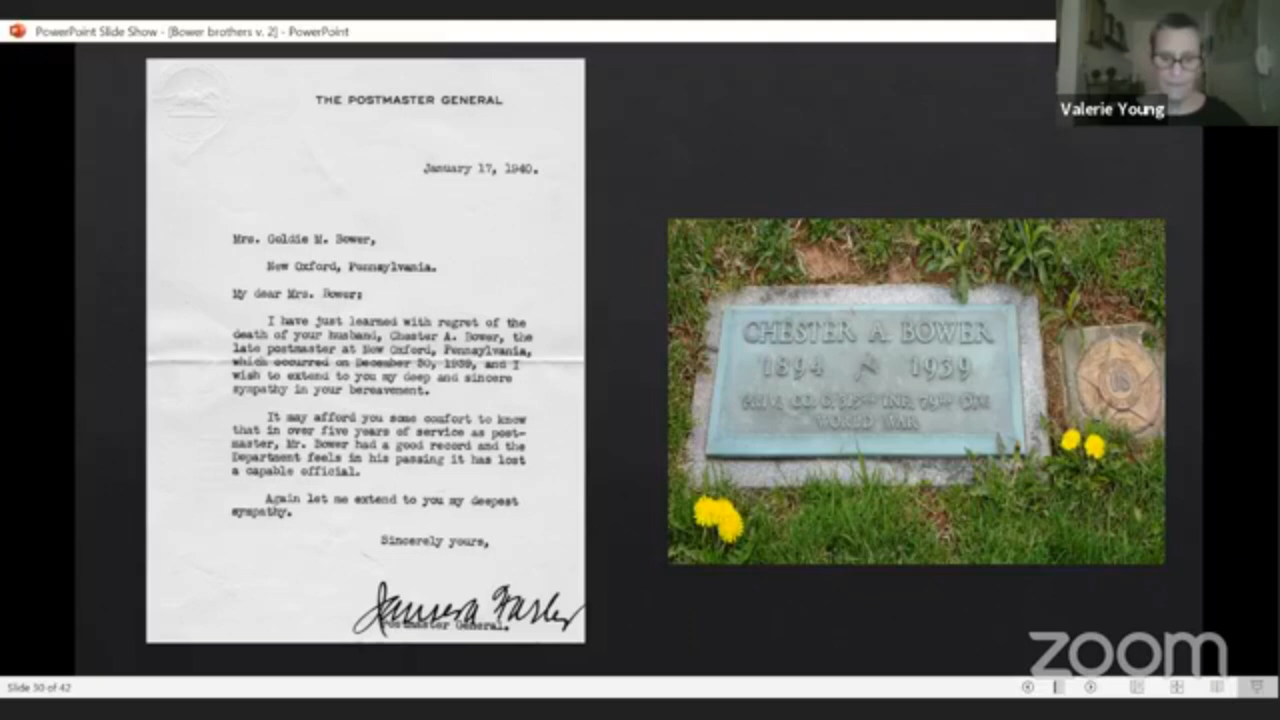 PowerPoint Slide Show - [Bower brothers v. 2] - PowerPoint
Valerie Young
THE POSTMASTER GENERAL
January 17, 1940.
Mrs. Goldie M. Bower,
New Oxford, Pennsylvania.
My dear Mrs. Bower:
I have just learned with regret of the
death of your husband, Chester A. Bower, the
late postmaster at New Oxford, Pennsylvania,
which occurred on December 30, 1939, and I
wish to extend to you my deep and sincere
sympathy in your bereavement.
It may afford you some comfort to know
that in over five years of service as post-
master, Mr. Bower had a good record and the
Department feels in his passing it has lost
a capable official.
Again let me extend to you my deepest
sympathy.
Sincerely yours,
Postmaster General.
CHESTER A. BOWER
1894 1939
CO. INF. 79TH DIV.
WORLD WAR
zoom
Slide 30 of 42